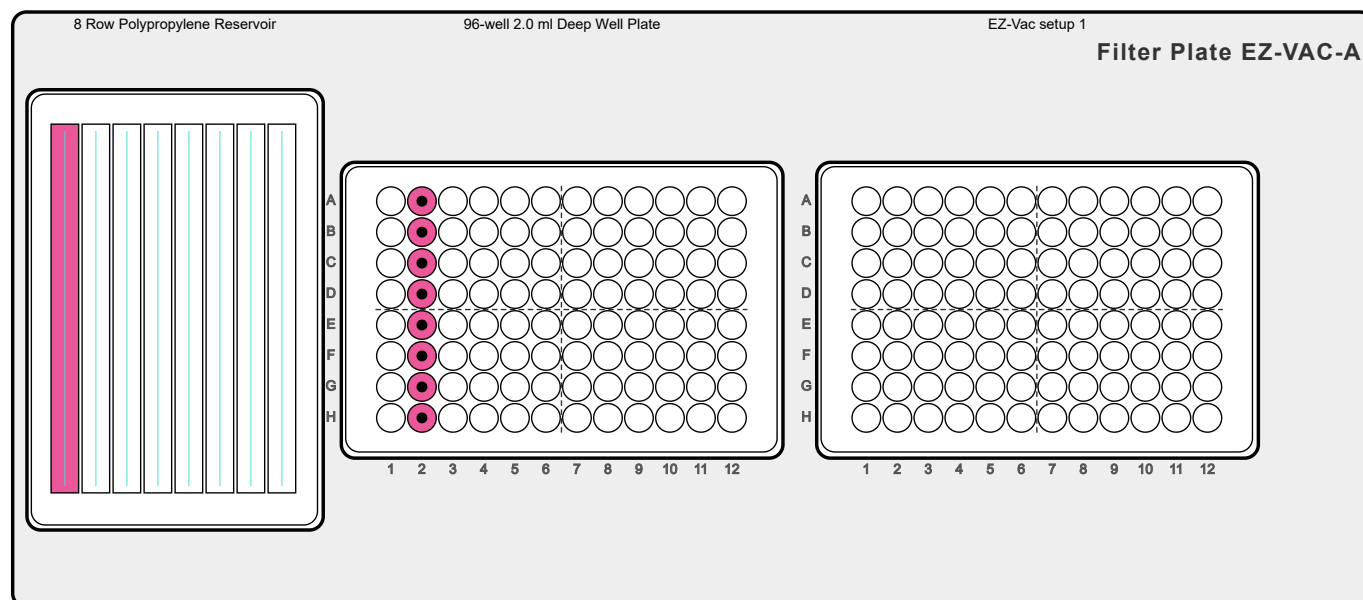 8 Row Polypropylene Reservoir
96-well 2.0 ml Deep Well Plate
EZ-Vac setup 1
Filter Plate EZ-VAC-A
A
B
C
D
E
F
G
H
1 2 3 4 5 6 7 8 9 10 11 12
A
B
C
D
E
F
G
H
1 2 3 4 5 6 7 8 9 10 11 12